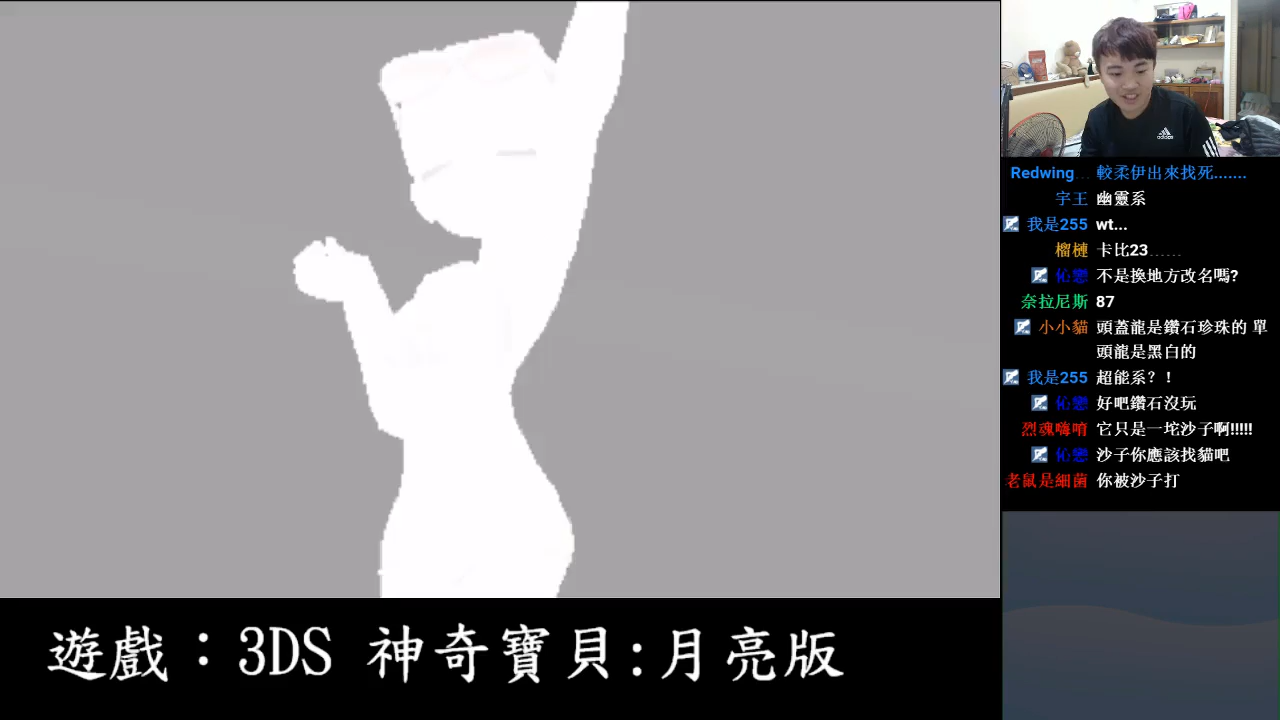 adidas
Redwing... 較柔伊出來找死.......
宇王 幽靈系
我是255 wt...
榴槤 卡比23......
伈戀 不是換地方改名嗎?
奈拉尼斯 87
小小貓 頭蓋龍是鑽石珍珠的 單
頭龍是黑白的
我是255 超能系？！
伈戀 好吧鑽石沒玩
烈魂嗨唷 它只是一坨沙子啊!!!!!
伈戀 沙子你應該找貓吧
老鼠是細菌 你被沙子打
遊戲：3DS 神奇寶貝:月亮版